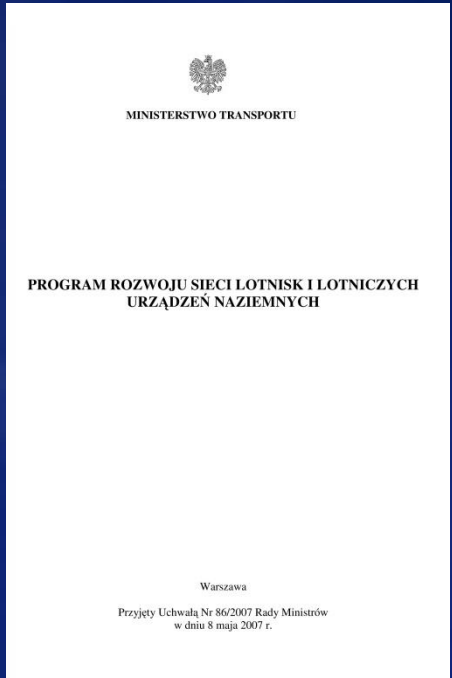 MINISTERSTWO TRANSPORTU
PROGRAM ROZWOJU SIECI LOTNISK I LOTNICZYCH
URZĄDZEŃ NAZIEMNYCH
Warszawa
Przyjęty Uchwałą Nr 86/2007 Rady Ministrów
w dniu 8 maja 2007 r.